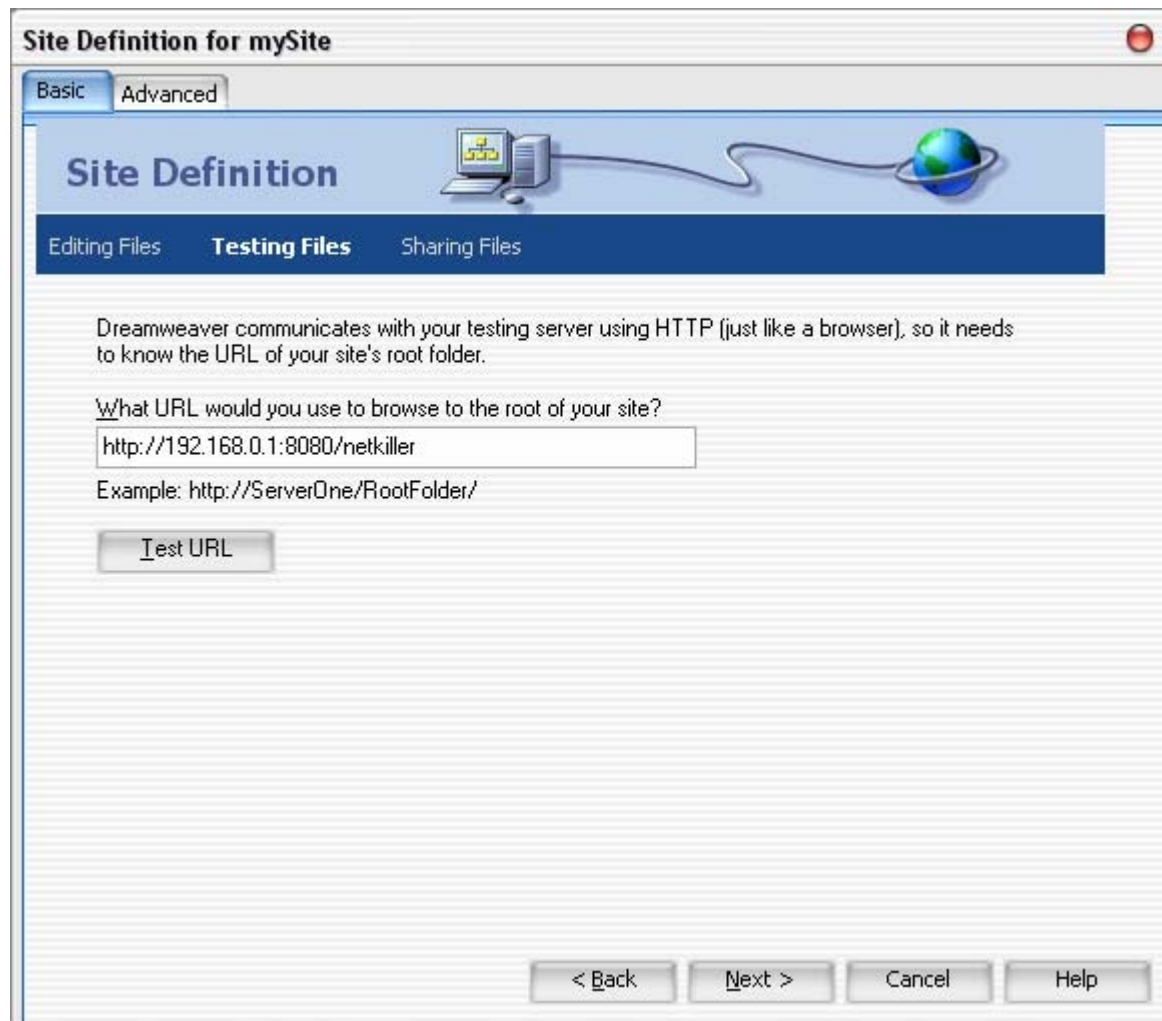 Site Definition for mySite
Basic
Advanced
Site Definition
Editing Files
Testing Files
Sharing Files
Dreamweaver communicates with your testing server using HTTP (just like a browser), so it needs
to know the URL of your site's root folder.
What URL would you use to browse to the root of your site?
http://192.168.0.1:8080/netkiller
Example: http://ServerOne/RootFolder/
Test URL
< Back
Next >
Cancel
Help